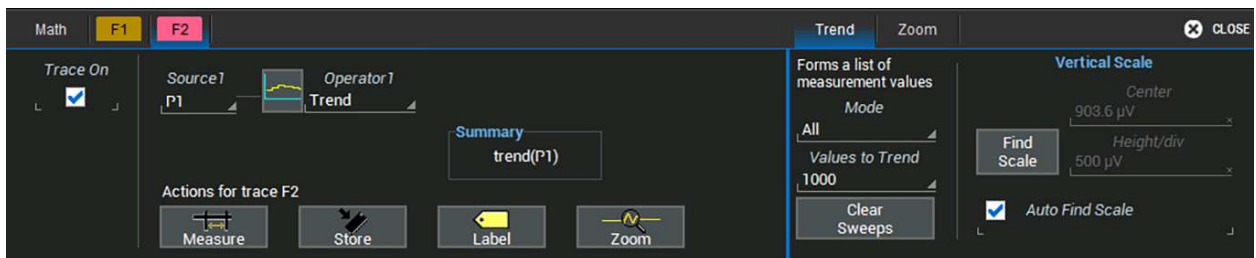 Math F1 F2 Trend Zoom CLOSE
Trace On
Source1 Operator1
P1 Trend
Summary
trend(P1)
Actions for trace F2
Measure Store Label Zoom
Forms a list of
measurement values
Mode
All
Values to Trend
1000
Clear
Sweeps
Vertical Scale
Center
903.6 µV
Find
Scale
Height/div
500 µV
Auto Find Scale